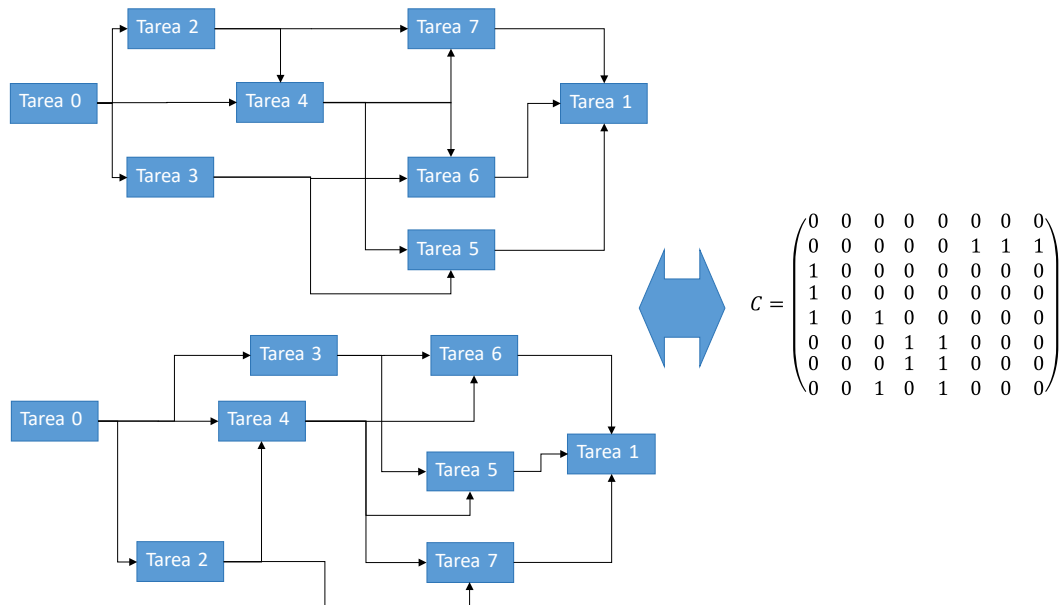 Tarea 2
Tarea 7
Tarea 0
Tarea 4
Tarea 1
Tarea 3
Tarea 6
Tarea 5
C =
0 0 0 0 0 0 0 0
0 0 0 0 0 1 1 1
1 0 0 0 0 0 0 0
1 0 0 0 0 0 0 0
1 0 1 0 0 0 0 0
0 0 0 1 1 0 0 0
0 0 0 1 1 0 0 0
0 0 1 0 1 0 0 0
Tarea 3
Tarea 6
Tarea 0
Tarea 4
Tarea 1
Tarea 5
Tarea 2
Tarea 7